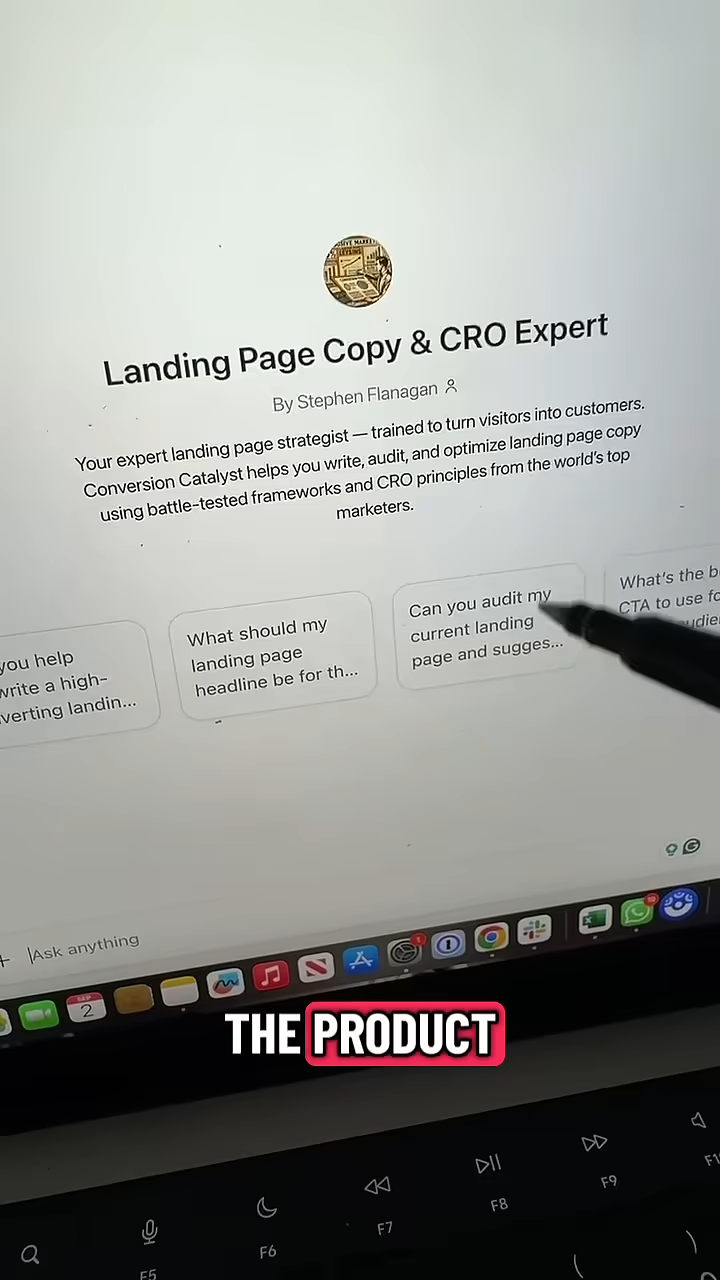 Landing Page Copy & CRO Expert
By Stephen Flanagan
Your expert landing page strategist — trained to turn visitors into customers.
Conversion Catalyst helps you write, audit, and optimize landing page copy
using battle-tested frameworks and CRO principles from the world's top
marketers.
you help
write a high-
verting landin...
What should my
landing page
headline be for th...
Can you audit my
current landing
page and sugges...
What's the b
CTA to use fo
udie
+ Ask anything
SEP
2
THE PRODUCT
F5
F6
F7
F8
F9